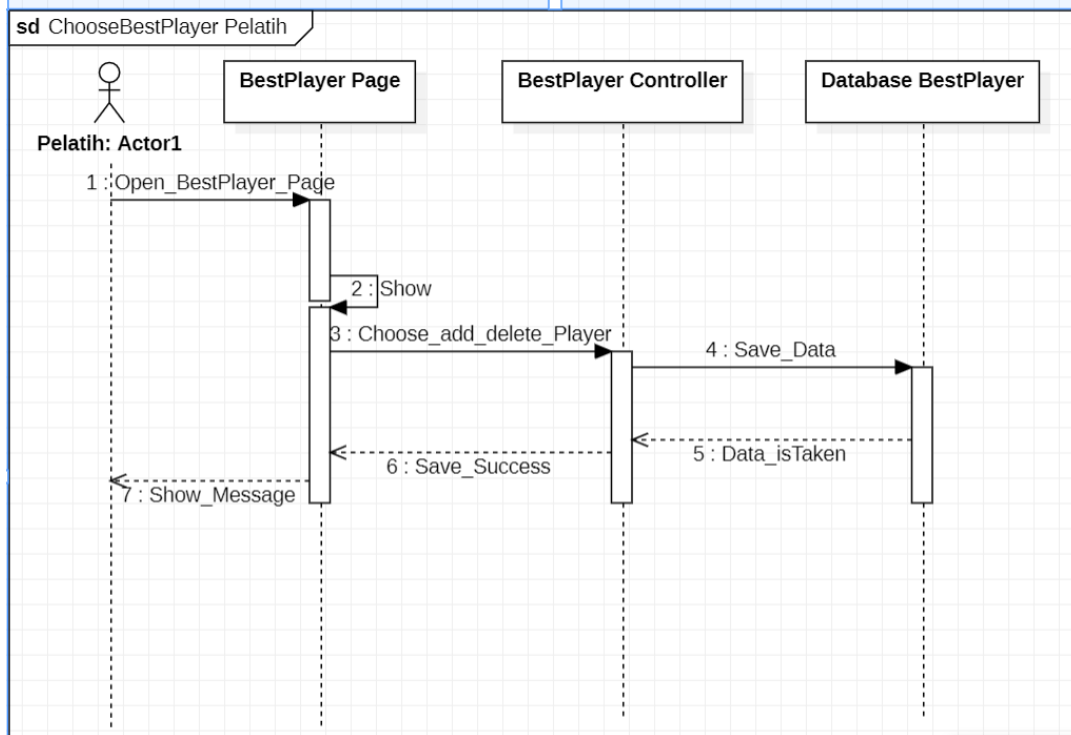 sd ChooseBestPlayer Pelatih
BestPlayer Page
BestPlayer Controller
Database BestPlayer
Pelatih: Actor1
1 : Open_BestPlayer_Page
2 : Show
3 : Choose_add_delete_Player
4 : Save_Data
5 : Data_isTaken
6 : Save_Success
7 : Show_Message